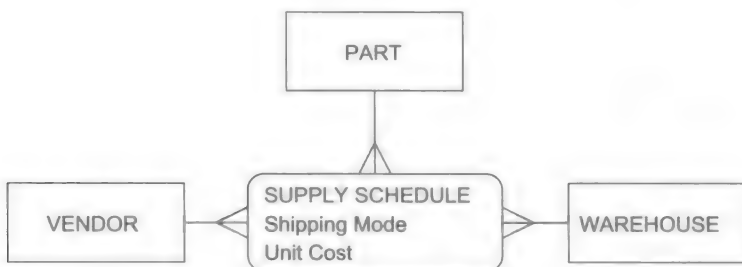 PART
VENDOR
SUPPLY SCHEDULE
Shipping Mode
Unit Cost
WAREHOUSE